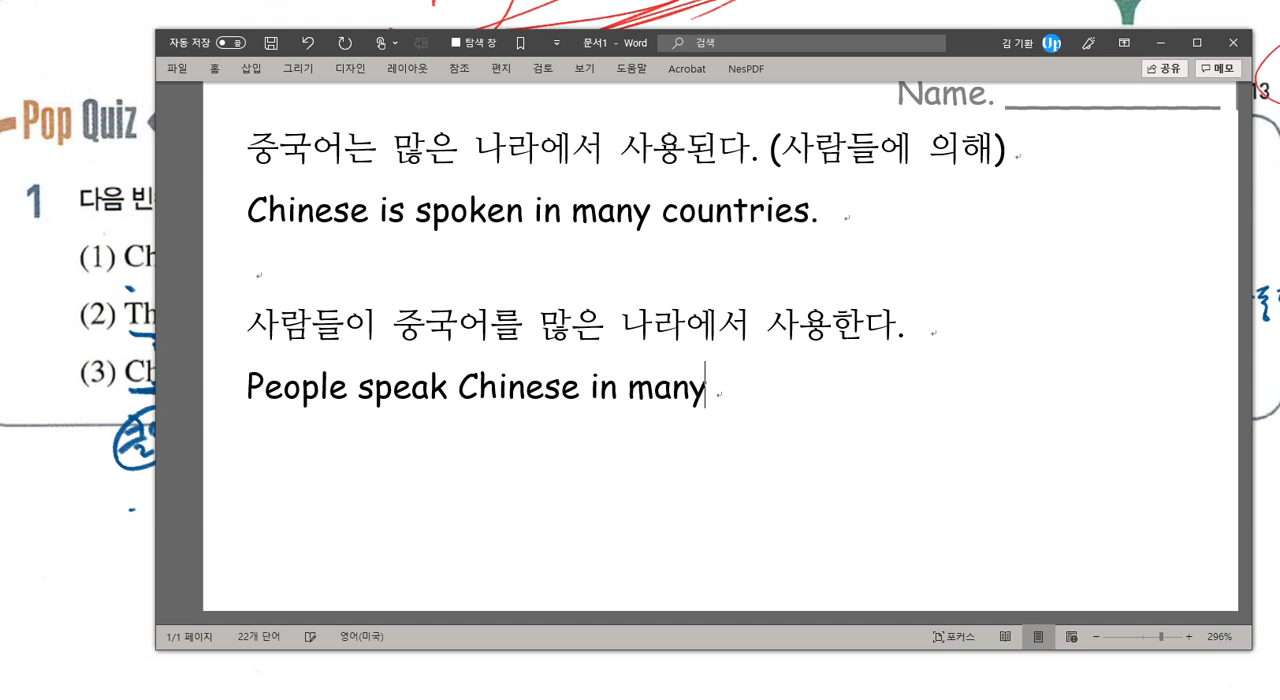 자동 저장 끔 탐색 창 문서1 - Word 검색 김 기환 Up
파일 홈 삽입 그리기 디자인 레이아웃 참조 편지 검토 보기 도움말 Acrobat NesPDF 공유 메모
Name.
13
Pop Quiz
중국어는 많은 나라에서 사용된다. (사람들에 의해)
1 다음 빈
Chinese is spoken in many countries.
(1) Ch
(2) Th
사람들이 중국어를 많은 나라에서 사용한다.
(3) Ch
People speak Chinese in many
1/1 페이지 22개 단어 영어(미국) 포커스 296%